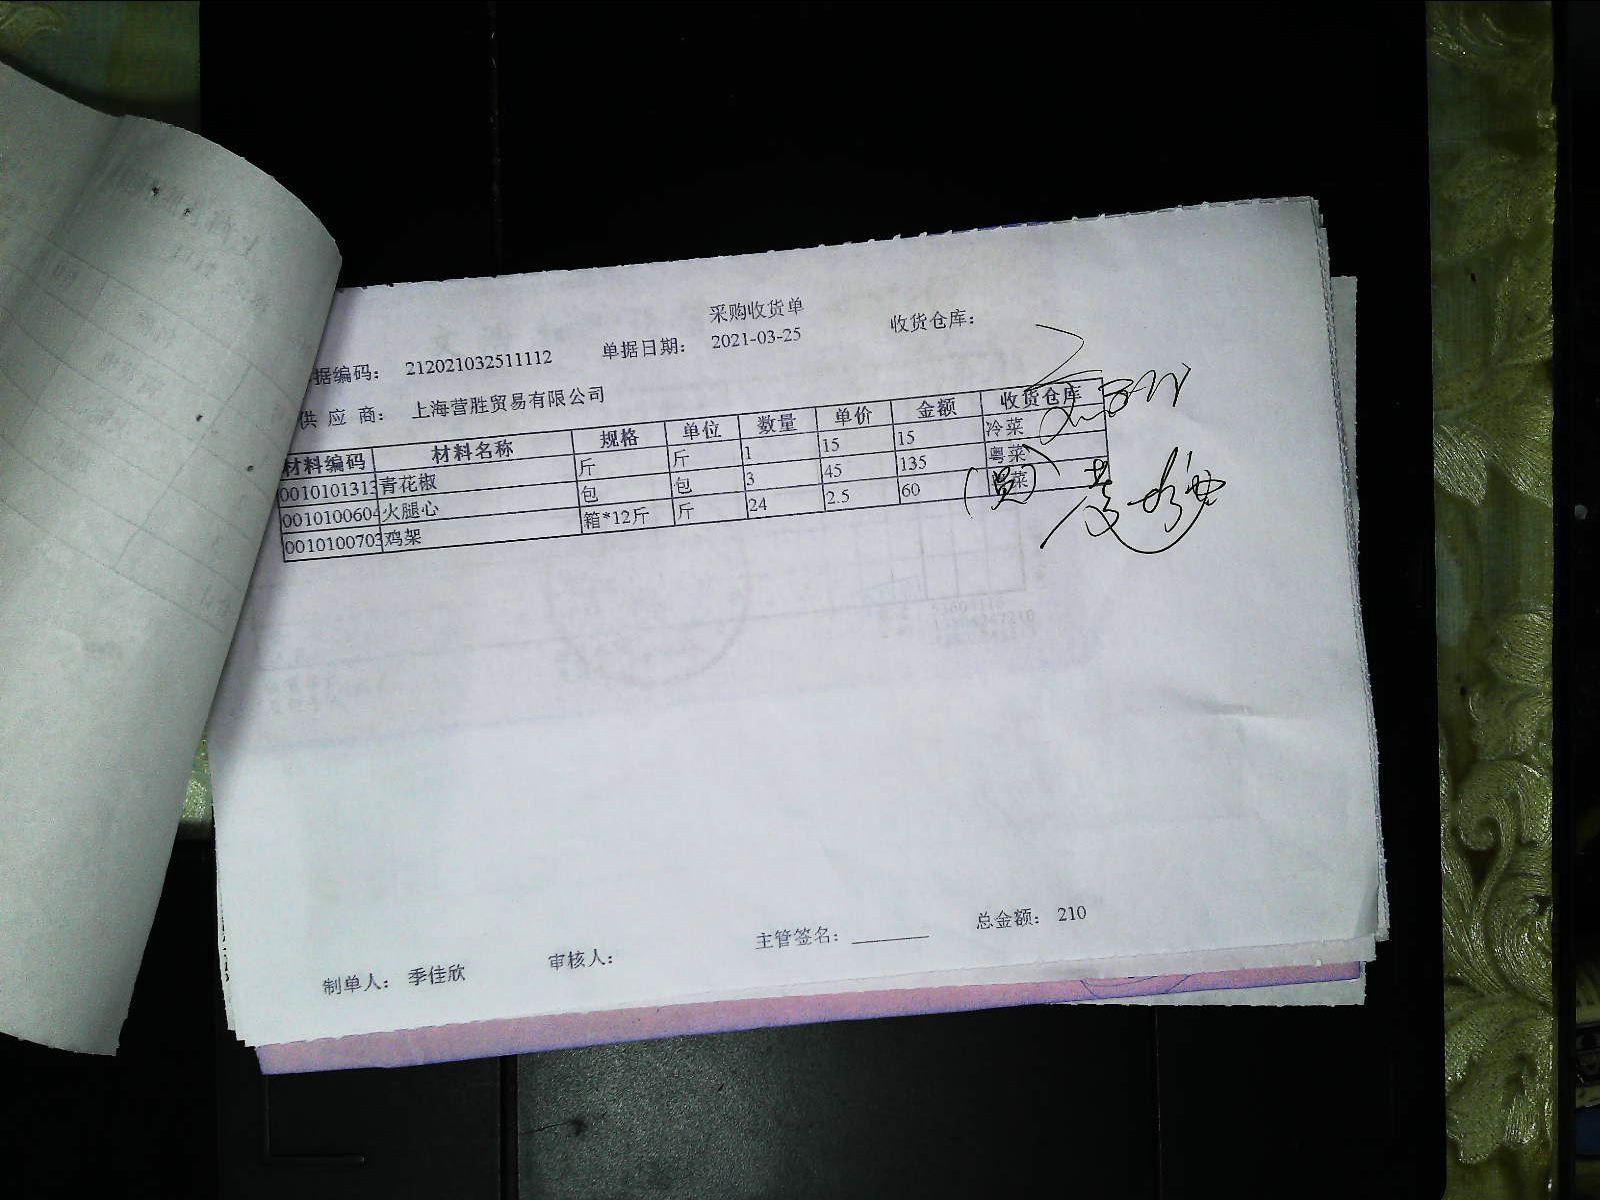 采购收货单
据编码： 212021032511112 单据日期： 2021-03-25 收货仓库：
供 应 商： 上海营胜贸易有限公司
材料编码 材料名称 规格 单位 数量 单价 金额 收货仓库
0010101313 青花椒 斤 斤 1 15 15 冷菜
0010100604 火腿心 包 包 3 45 135 粤菜
0010100703 鸡架 箱*12斤 斤 24 2.5 60 菜
制单人： 季佳欣 审核人： 主管签名： 总金额： 210